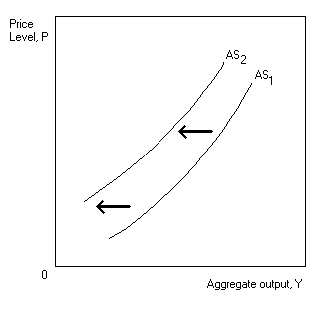 Price
Level, P
AS2
AS1
0
Aggregate output, Y